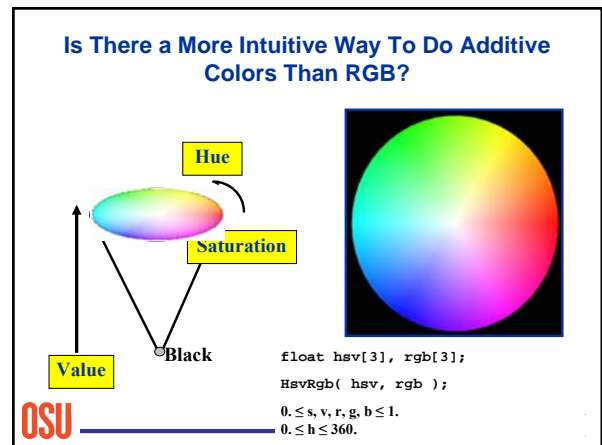 Is There a More Intuitive Way To Do Additive
Colors Than RGB?
Hue
Saturation
Black
Value
float hsv[3], rgb[3];
HsvRgb( hsv, rgb );
0. ≤ s, v, r, g, b ≤ 1.
0. ≤ h ≤ 360.
OSU